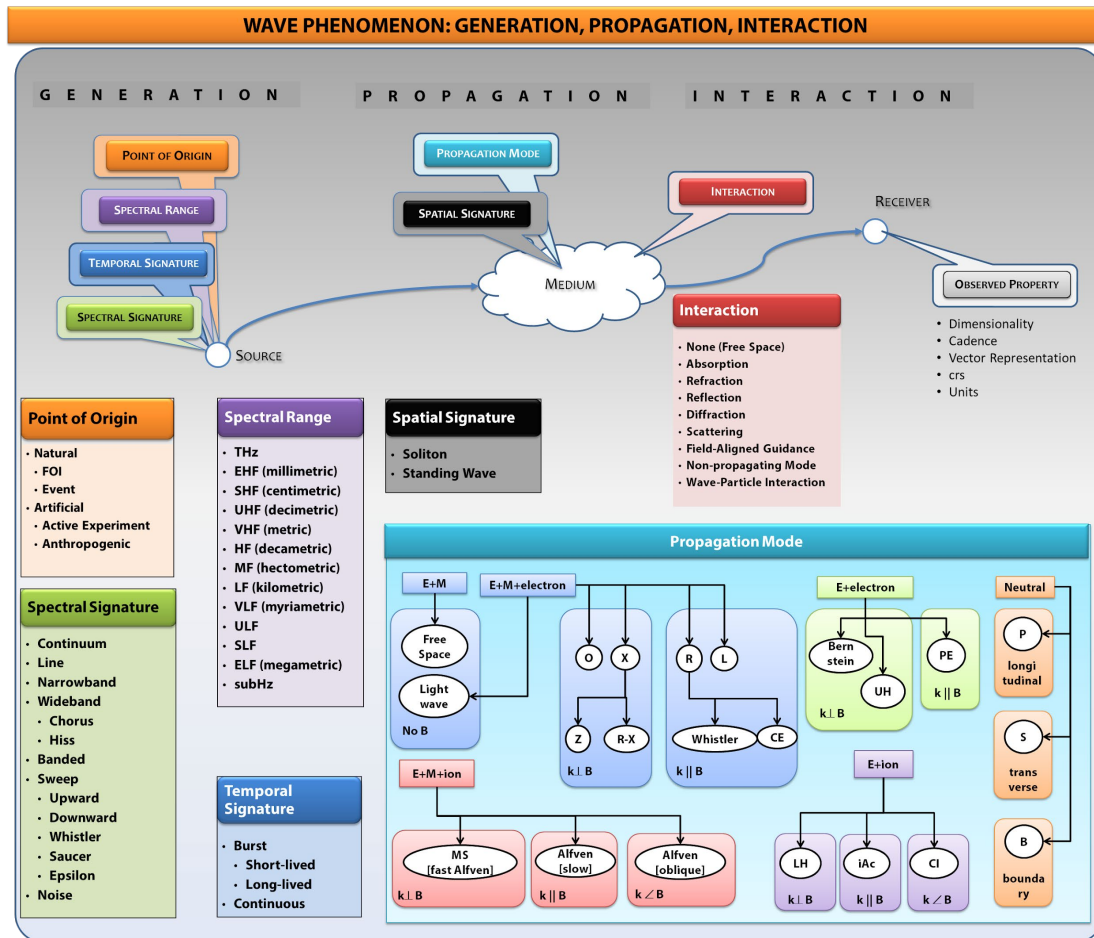 WAVE PHENOMENON: GENERATION, PROPAGATION, INTERACTION
GENERATION
PROPAGATION
INTERACTION
POINT OF ORIGIN
SPECTRAL RANGE
TEMPORAL SIGNATURE
SPECTRAL SIGNATURE
SOURCE
PROPAGATION MODE
SPATIAL SIGNATURE
MEDIUM
INTERACTION
RECEIVER
OBSERVED PROPERTY
• Dimensionality
• Cadence
• Vector Representation
• crs
• Units
Interaction
• None (Free Space)
• Absorption
• Refraction
• Reflection
• Diffraction
• Scattering
• Field-Aligned Guidance
• Non-propagating Mode
• Wave-Particle Interaction
Point of Origin
• Natural
• FOI
• Event
• Artificial
• Active Experiment
• Anthropogenic
Spectral Range
• THz
• EHF (millimetric)
• SHF (centimetric)
• UHF (decimetric)
• VHF (metric)
• HF (decametric)
• MF (hectometric)
• LF (kilometric)
• VLF (myriametric)
• ULF
• SLF
• ELF (megametric)
• subHz
Spatial Signature
• Soliton
• Standing Wave
Spectral Signature
• Continuum
• Line
• Narrowband
• Wideband
• Chorus
• Hiss
• Banded
• Sweep
• Upward
• Downward
• Whistler
• Saucer
• Epsilon
• Noise
Temporal
Signature
• Burst
• Short-lived
• Long-lived
• Continuous
Propagation Mode
E+M
Free
Space
Light
wave
No B
E+M+electron
O
X
Z
R-X
k⊥B
R
L
Whistler
CE
k || B
E+electron
Bern
stein
UH
k⊥B
PE
k || B
Neutral
P
longi
tudinal
S
trans
verse
B
bounda
ry
E+M+ion
MS
[fast Alfven]
k⊥B
Alfven
[slow]
k || B
Alfven
[oblique]
k∠B
E+ion
LH
k⊥B
iAc
k || B
CI
k∠B